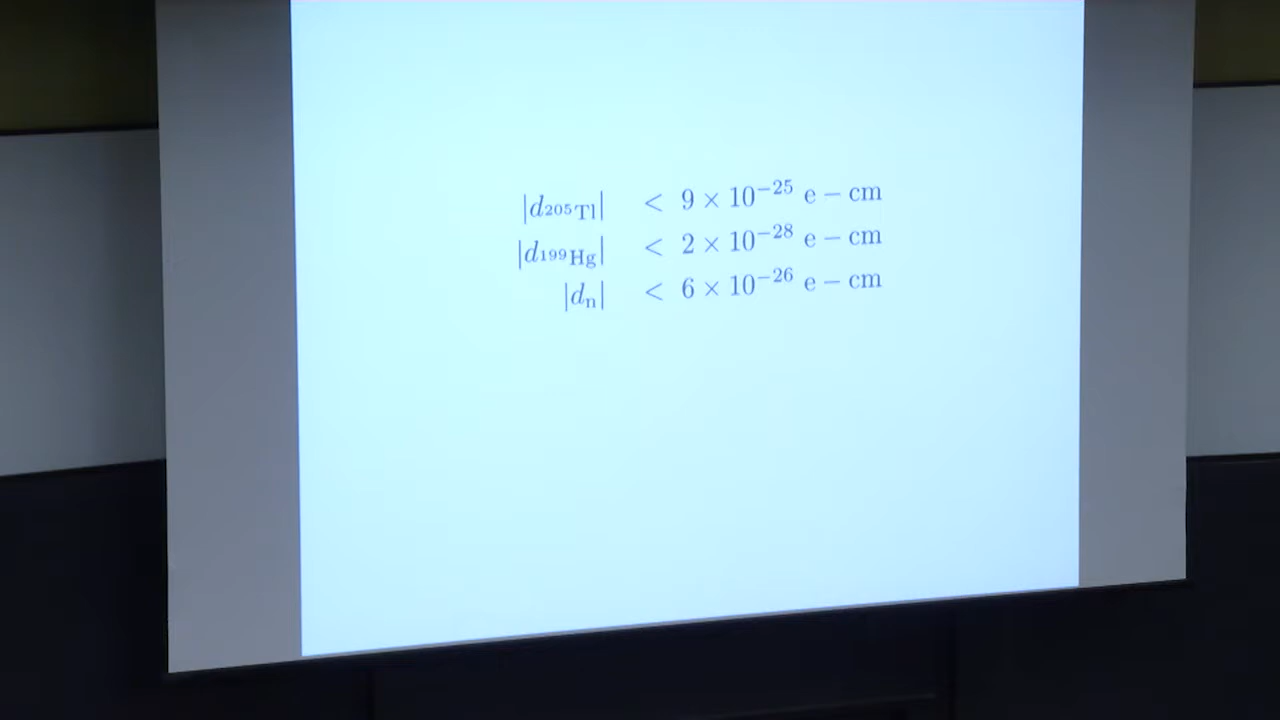 |d₂₀₅Tl| < 9 × 10⁻²⁵ e − cm
|d₁₉₉Hg| < 2 × 10⁻²⁸ e − cm
|dₙ| < 6 × 10⁻²⁶ e − cm